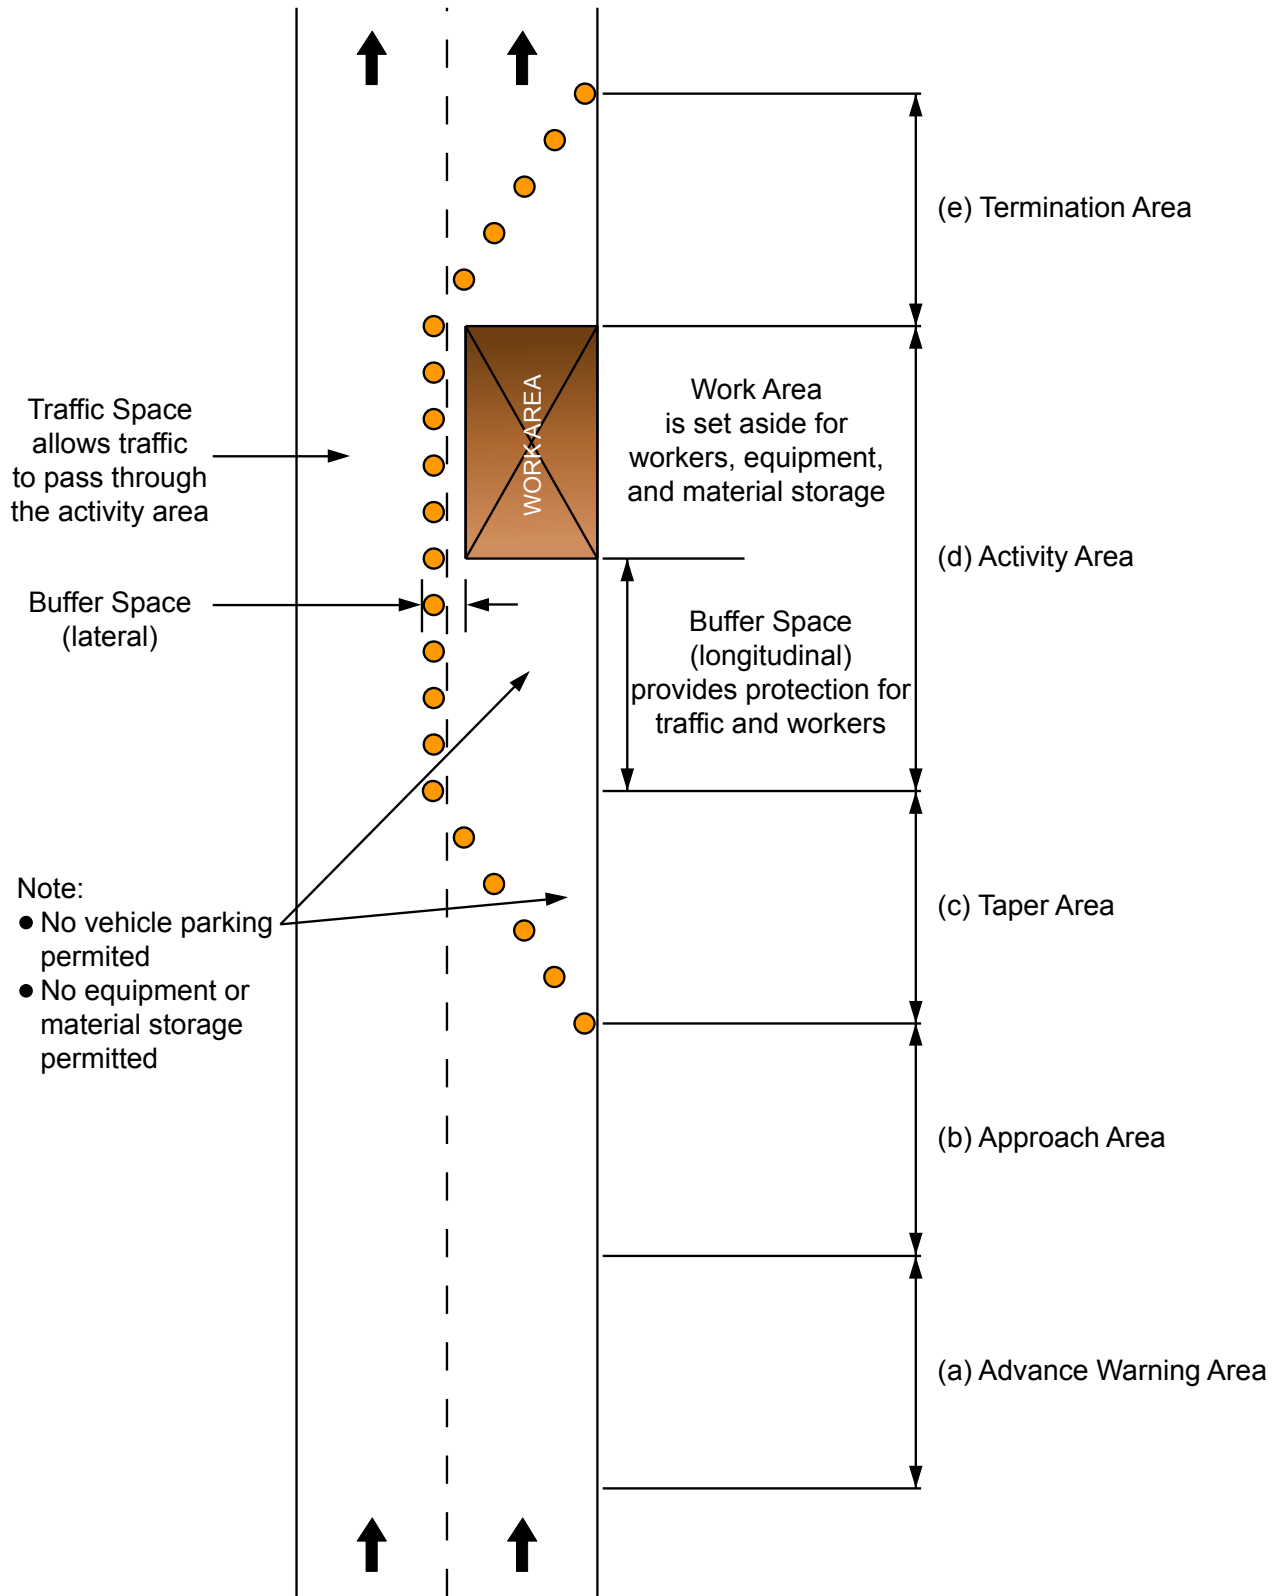 (e) Termination Area
Traffic Space
allows traffic
to pass through
the activity area
WORK AREA
Work Area
is set aside for
workers, equipment,
and material storage
(d) Activity Area
Buffer Space
(lateral)
Buffer Space
(longitudinal)
provides protection for
traffic and workers
Note:
● No vehicle parking
permited
● No equipment or
material storage
permitted
(c) Taper Area
(b) Approach Area
(a) Advance Warning Area